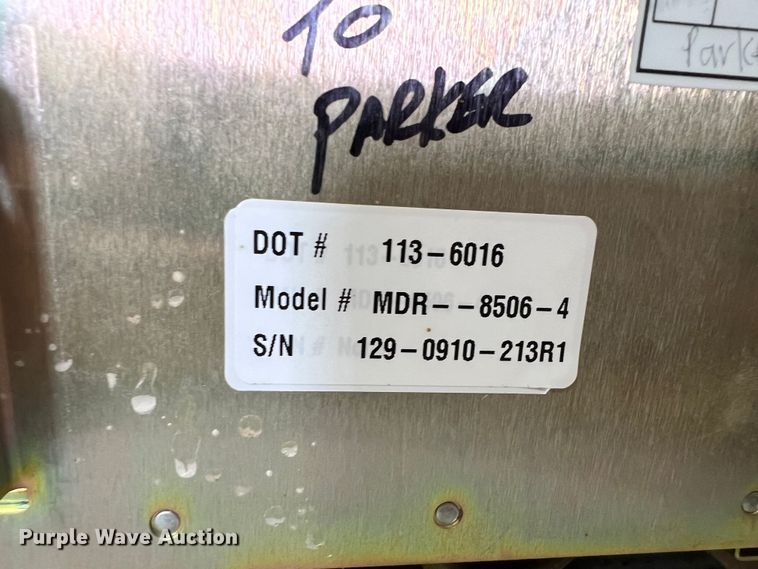 TO
PARKER
DOT # 113-6016
Model # MDR--8506-4
S/N 129-0910-213R1
Purple Wave Auction